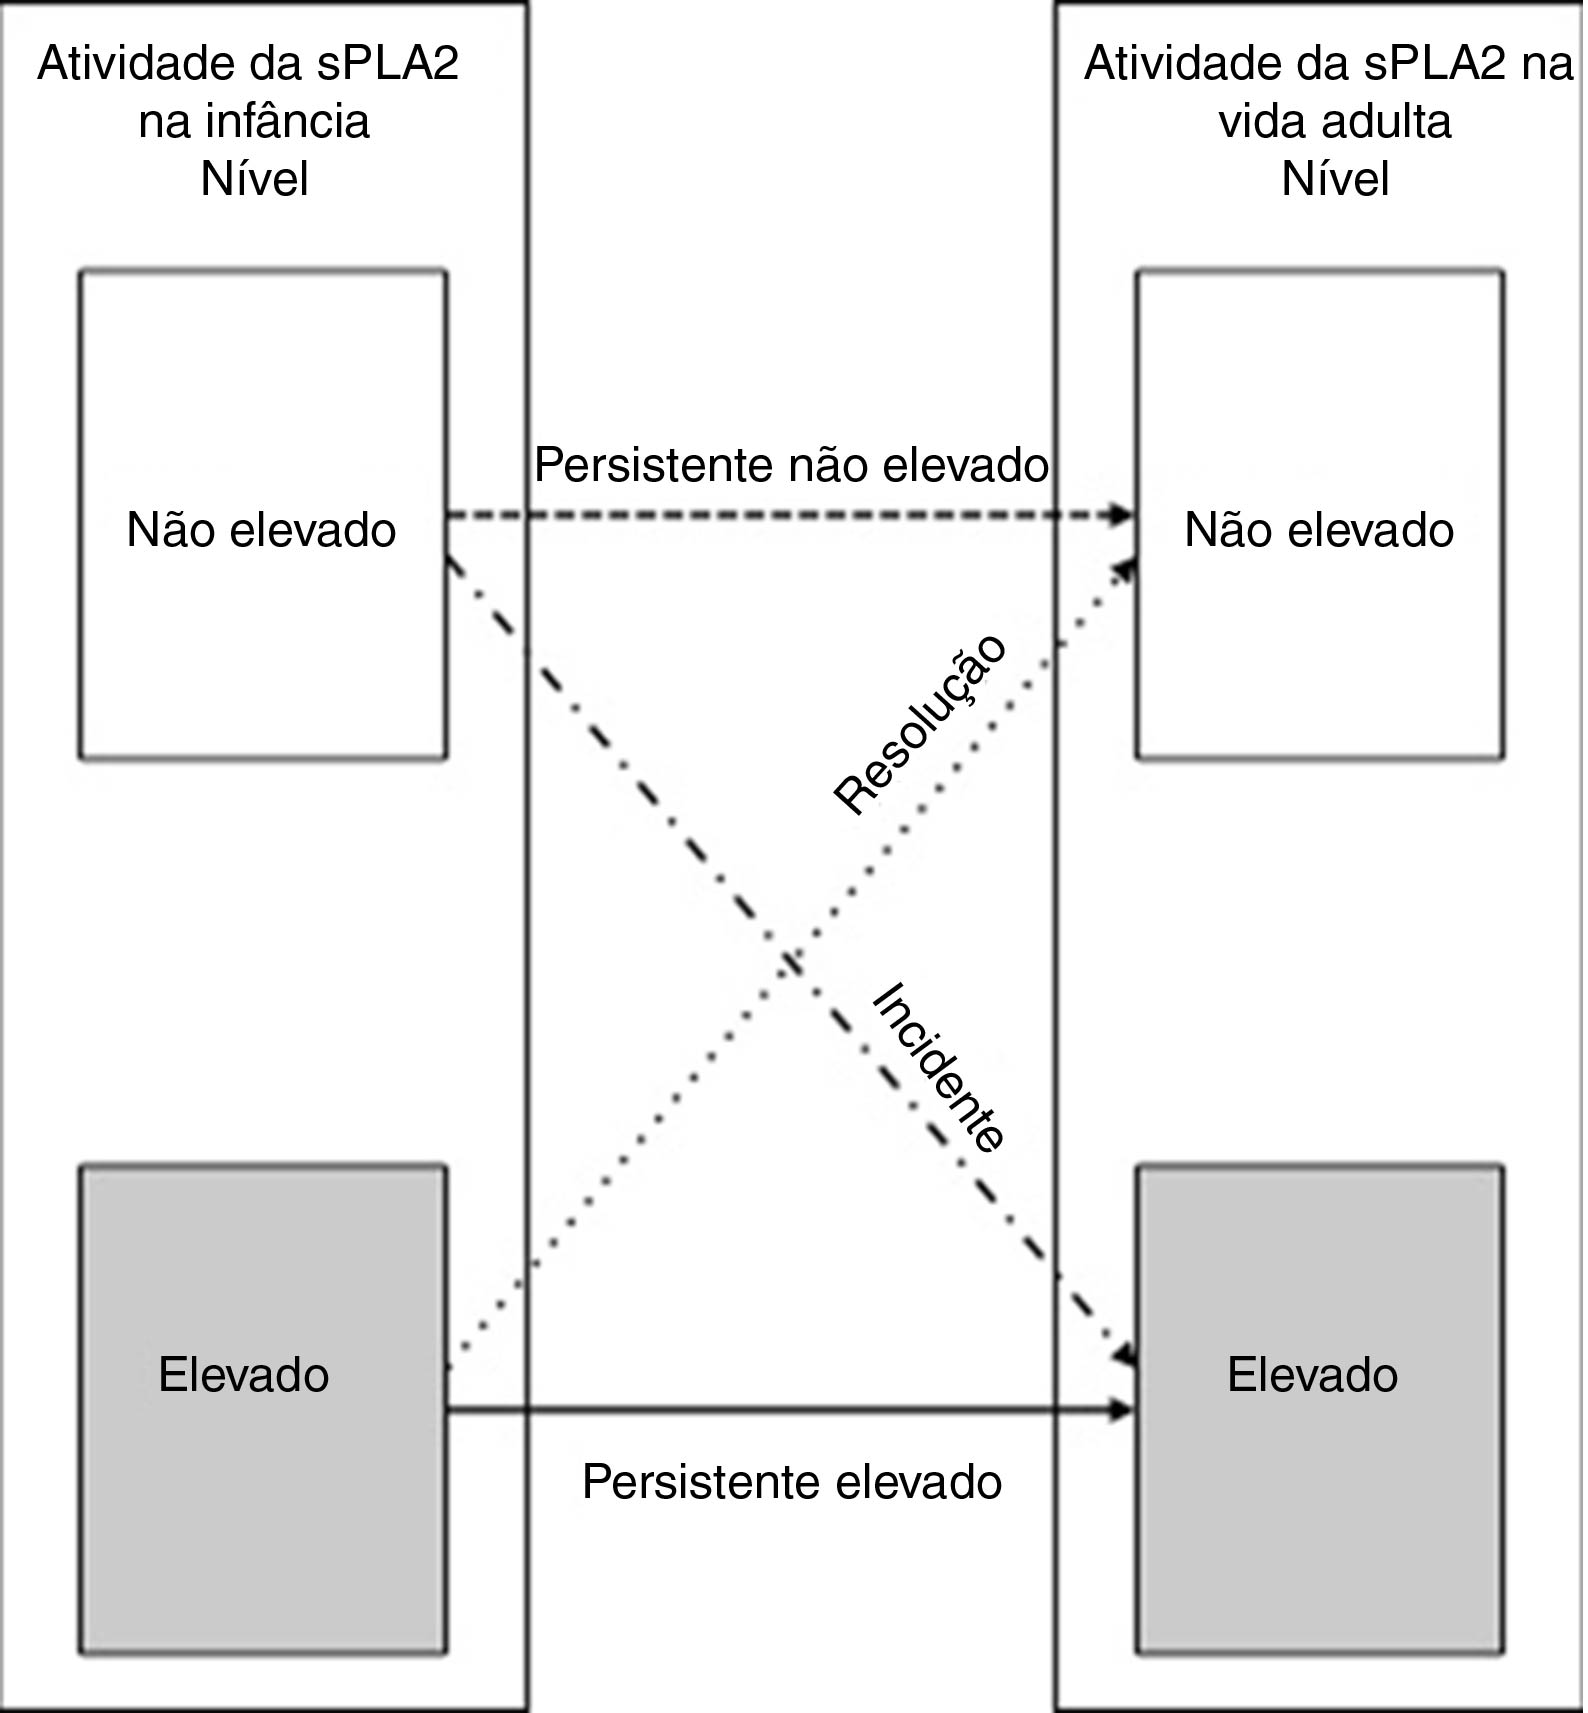 Atividade da sPLA2
na infância
Nível
Atividade da sPLA2 na
vida adulta
Nível
Persistente não elevado
Não elevado
Não elevado
Resolução
Incidente
Elevado
Elevado
Persistente elevado